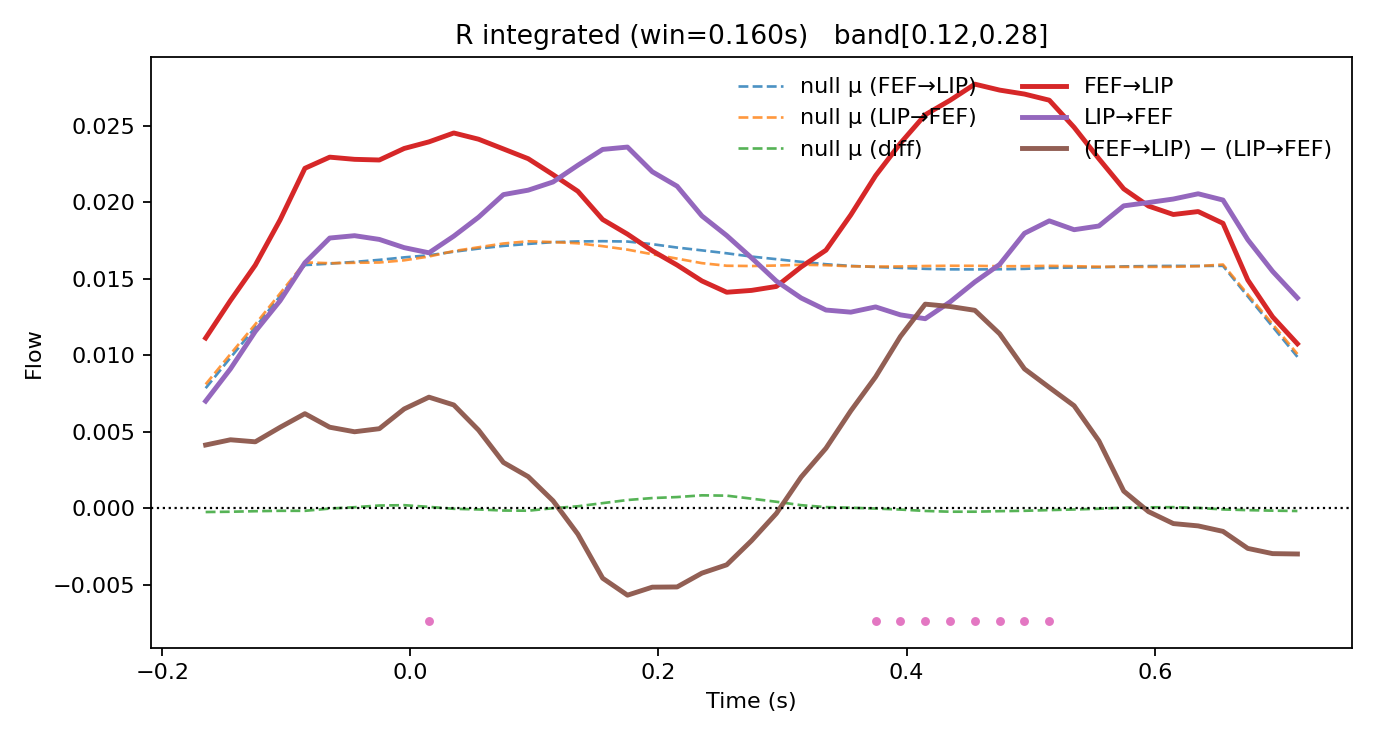 R integrated (win=0.160s)   band[0.12,0.28]
null μ (FEF→LIP)
null μ (LIP→FEF)
null μ (diff)
FEF→LIP
LIP→FEF
(FEF→LIP) − (LIP→FEF)
Flow
0.025
0.020
0.015
0.010
0.005
0.000
−0.005
−0.2
0.0
0.2
0.4
0.6
Time (s)